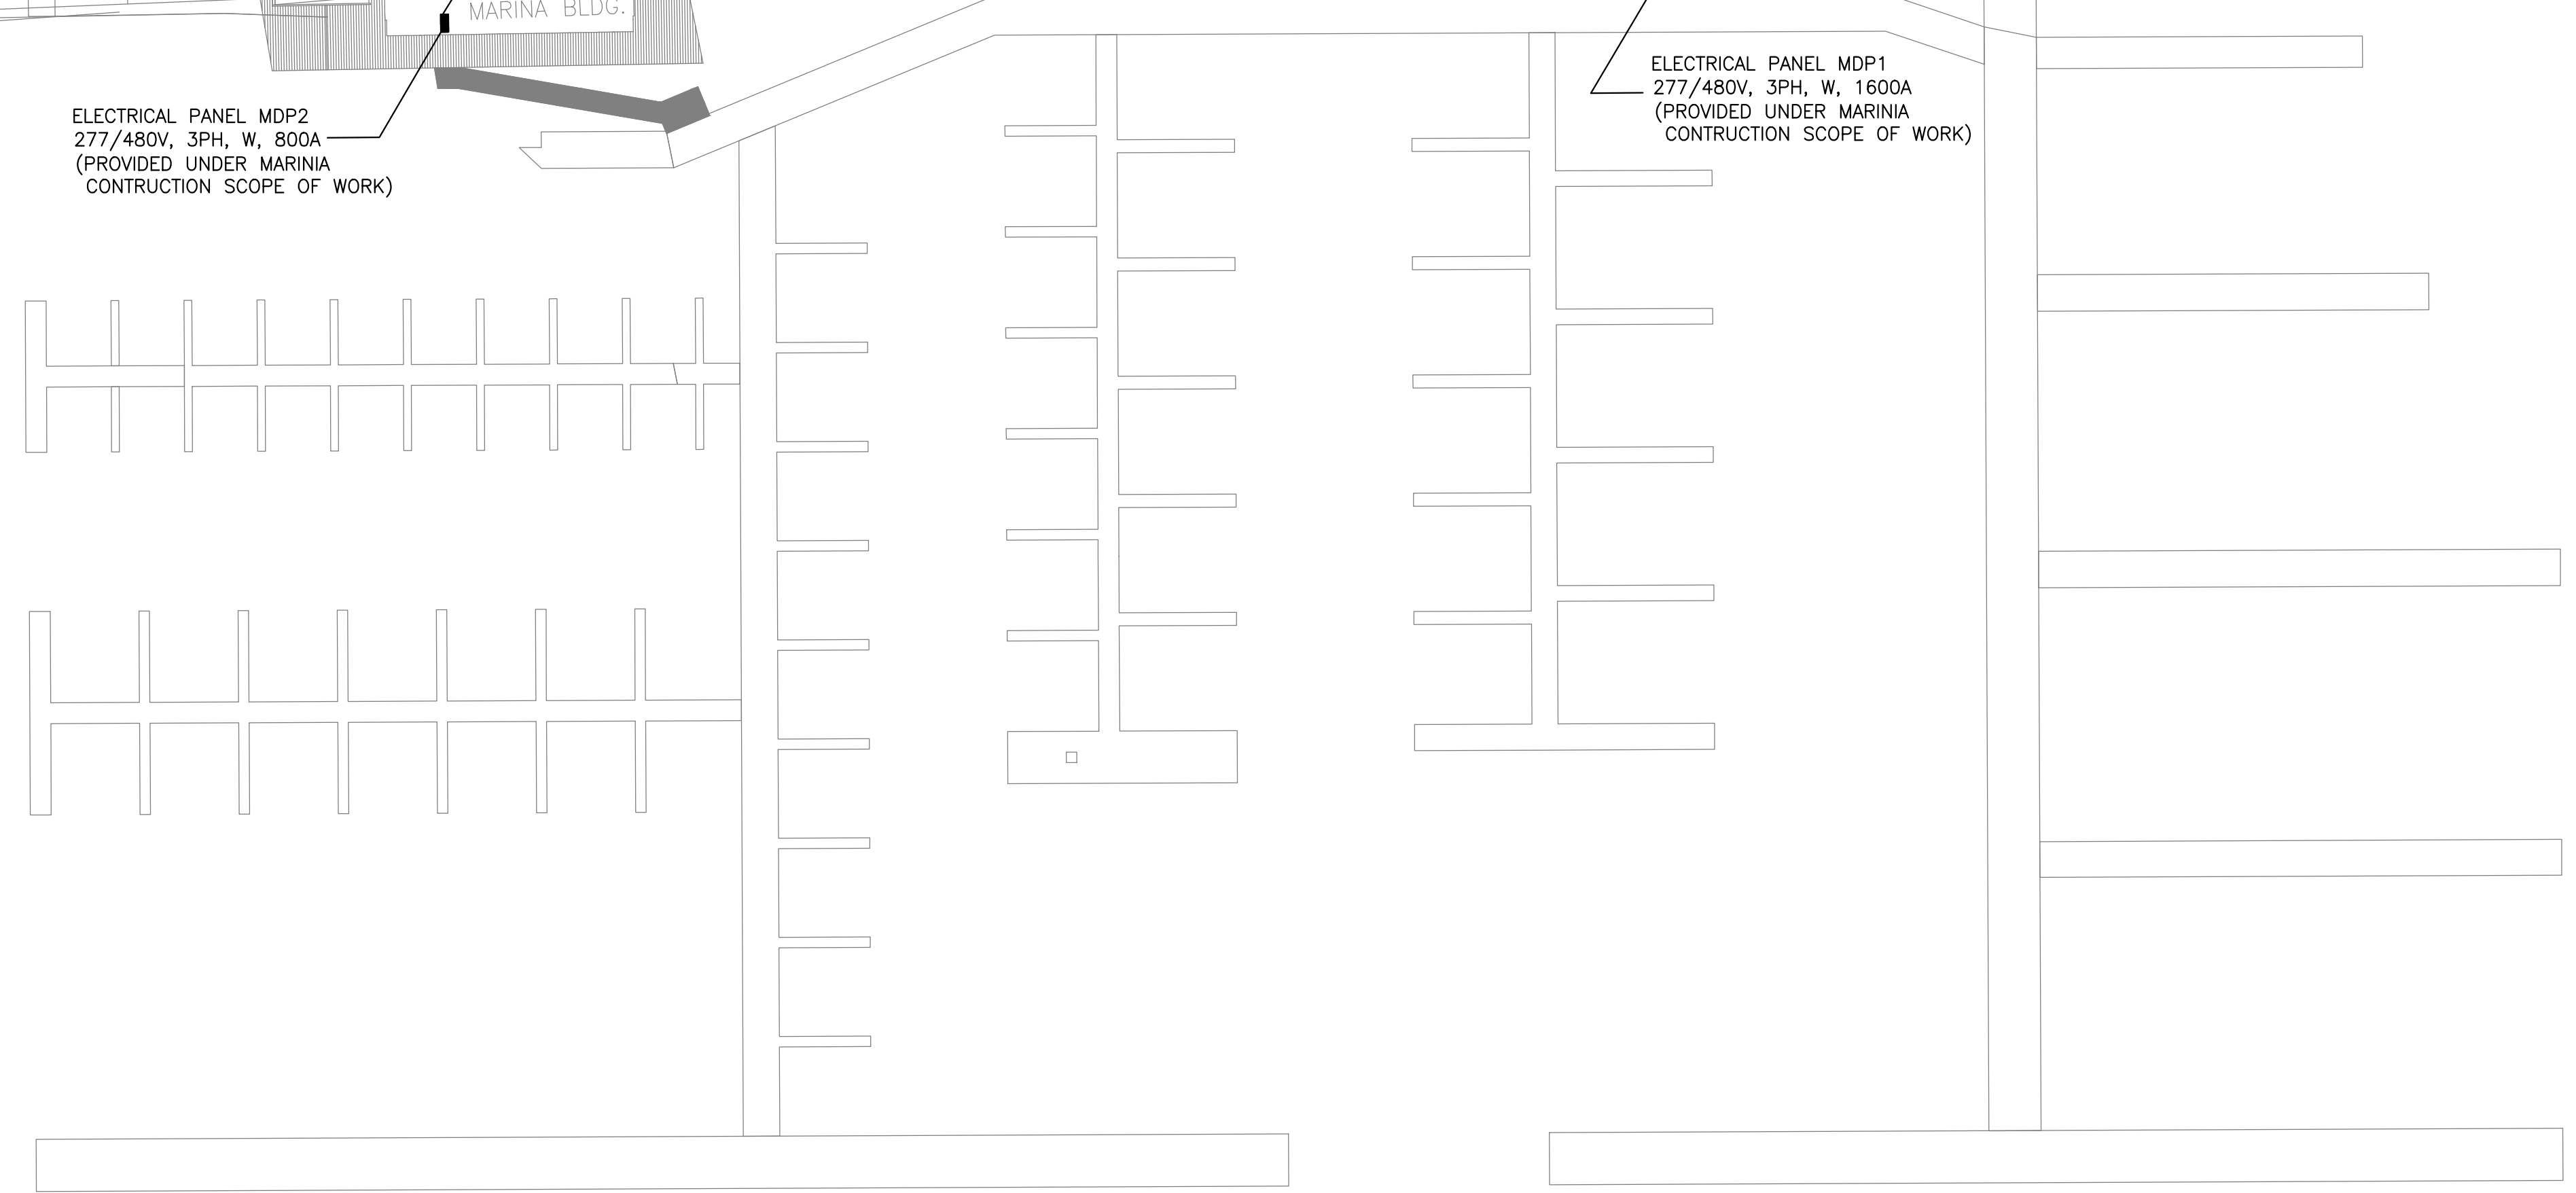 MARINA BLDG.
ELECTRICAL PANEL MDP2
277/480V, 3PH, W, 800A
(PROVIDED UNDER MARINIA
CONTRUCTION SCOPE OF WORK)
ELECTRICAL PANEL MDP1
277/480V, 3PH, W, 1600A
(PROVIDED UNDER MARINIA
CONTRUCTION SCOPE OF WORK)